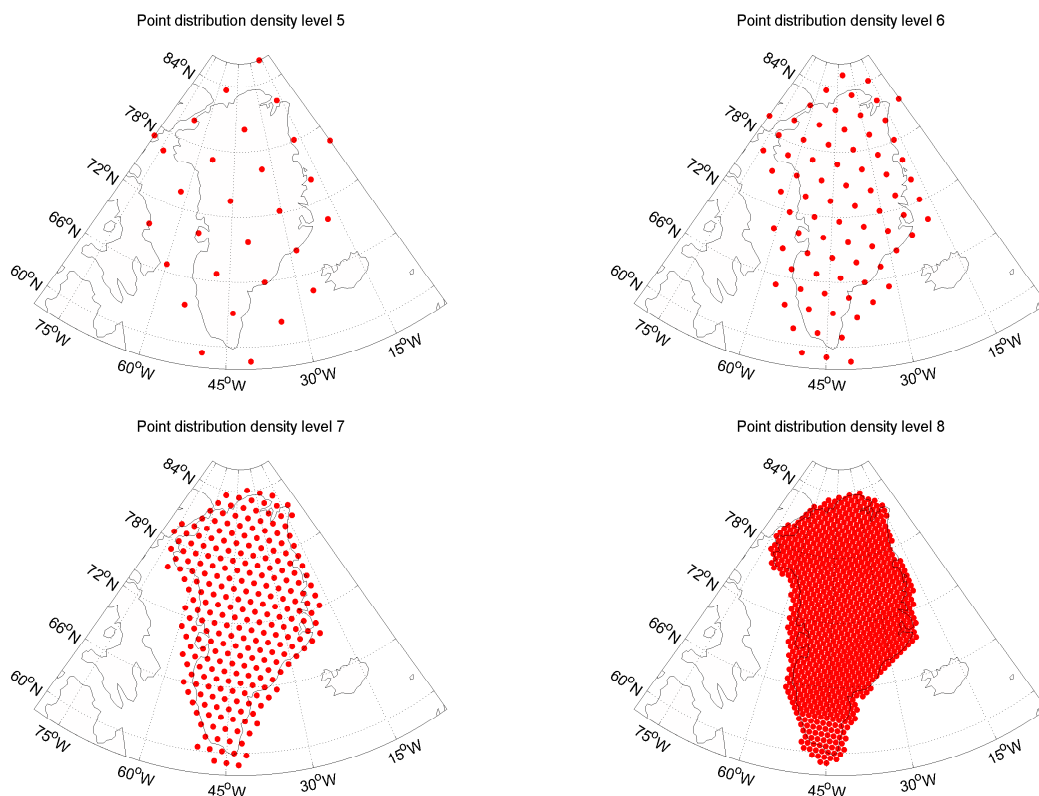 Point distribution density level 5
84°N
78°N
72°N
66°N
60°N
75°W
60°W
45°W
30°W
15°W
Point distribution density level 6
84°N
78°N
72°N
66°N
60°N
75°W
60°W
45°W
30°W
15°W
Point distribution density level 7
84°N
78°N
72°N
66°N
60°N
75°W
60°W
45°W
30°W
15°W
Point distribution density level 8
84°N
78°N
72°N
66°N
60°N
75°W
60°W
45°W
30°W
15°W